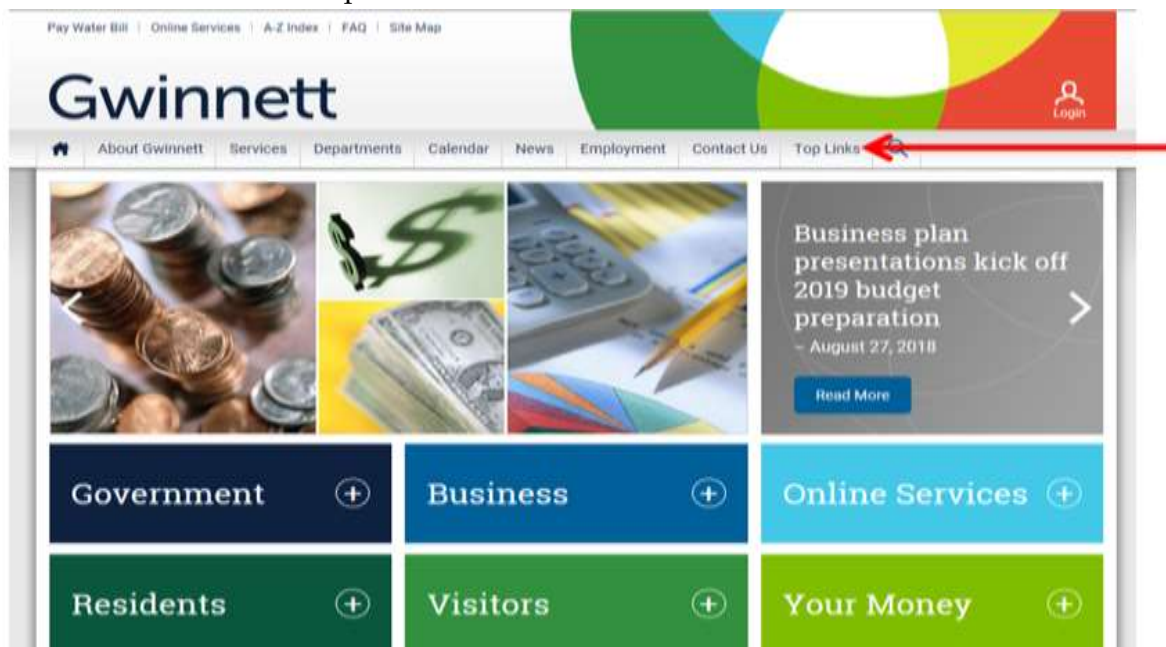 Pay Water Bill | Online Services | A-Z Index | FAQ | Site Map
Gwinnett
Login
About Gwinnett Services Departments Calendar News Employment Contact Us Top Links
Business plan
presentations kick off
2019 budget
preparation
– August 27, 2018
Read More
Government
Business
Online Services
Residents
Visitors
Your Money